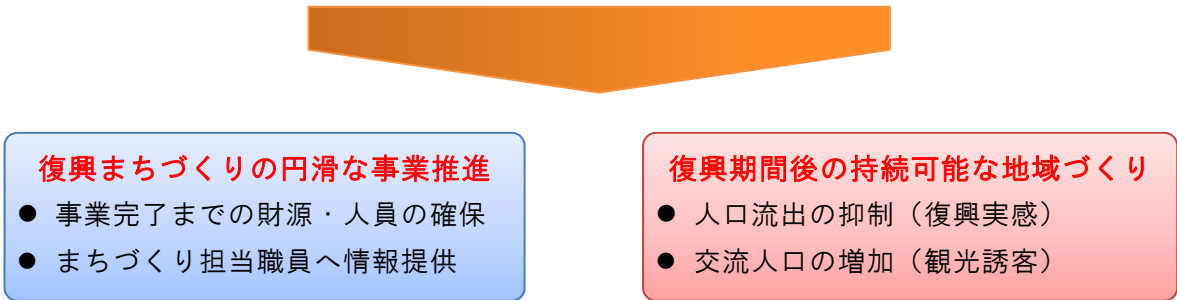 復興まちづくりの円滑な事業推進
● 事業完了までの財源・人員の確保
● まちづくり担当職員へ情報提供
復興期間後の持続可能な地域づくり
● 人口流出の抑制（復興実感）
● 交流人口の増加（観光誘客）